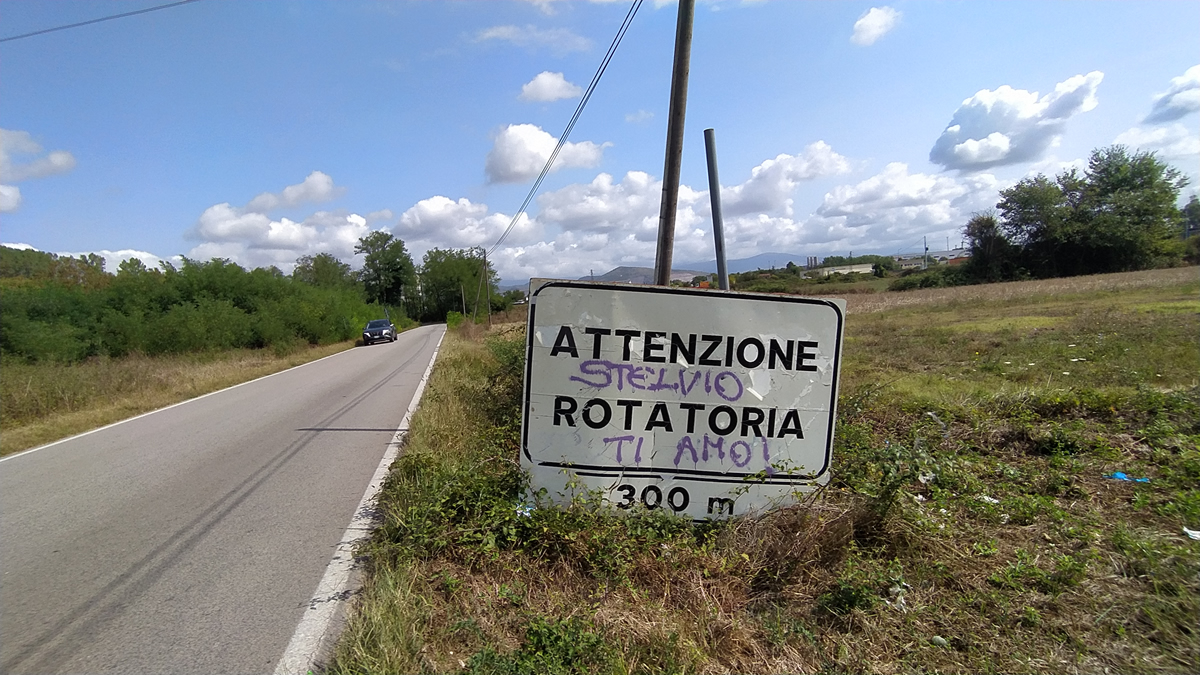 ATTENZIONE
STELVIO
ROTATORIA
TI AMO!
300 m